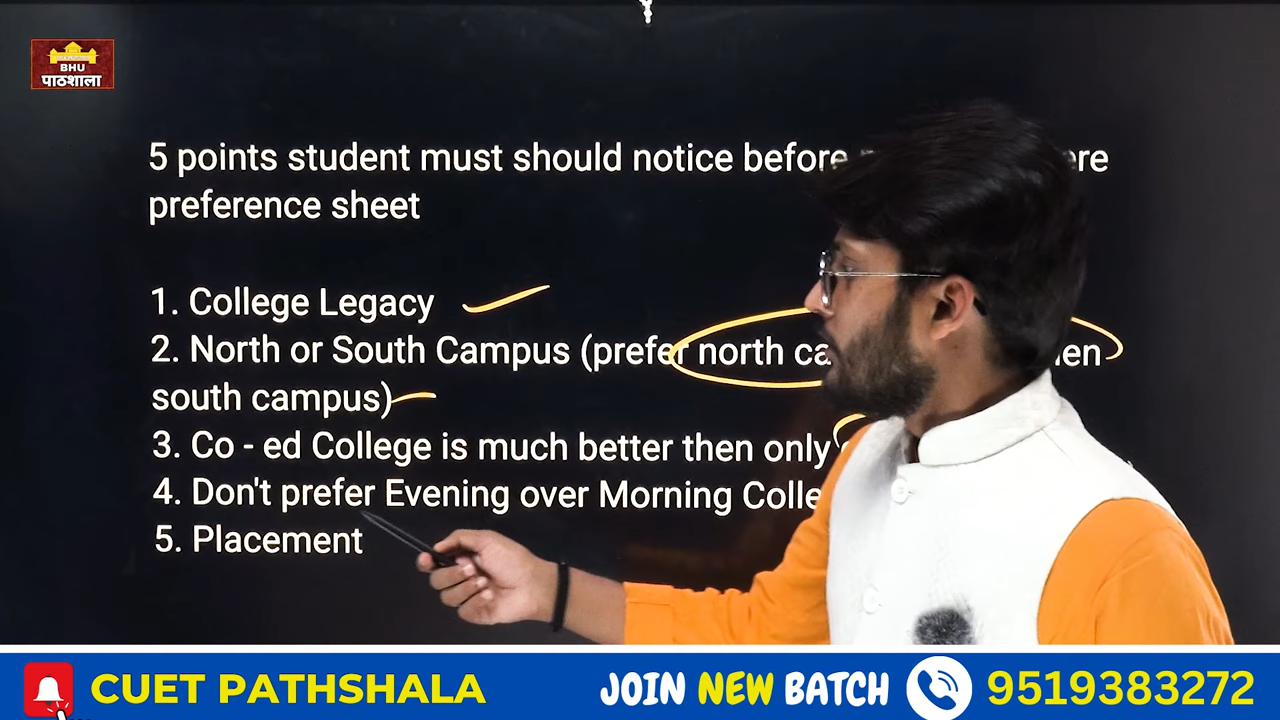 BHU
पाठशाला
5 points student must should notice before
preference sheet
1. College Legacy
2. North or South Campus (prefer north
south campus)
3. Co - ed College is much better then only
4. Don't prefer Evening over Morning
5. Placement
CUET PATHSHALA JOIN NEW BATCH 9519383272